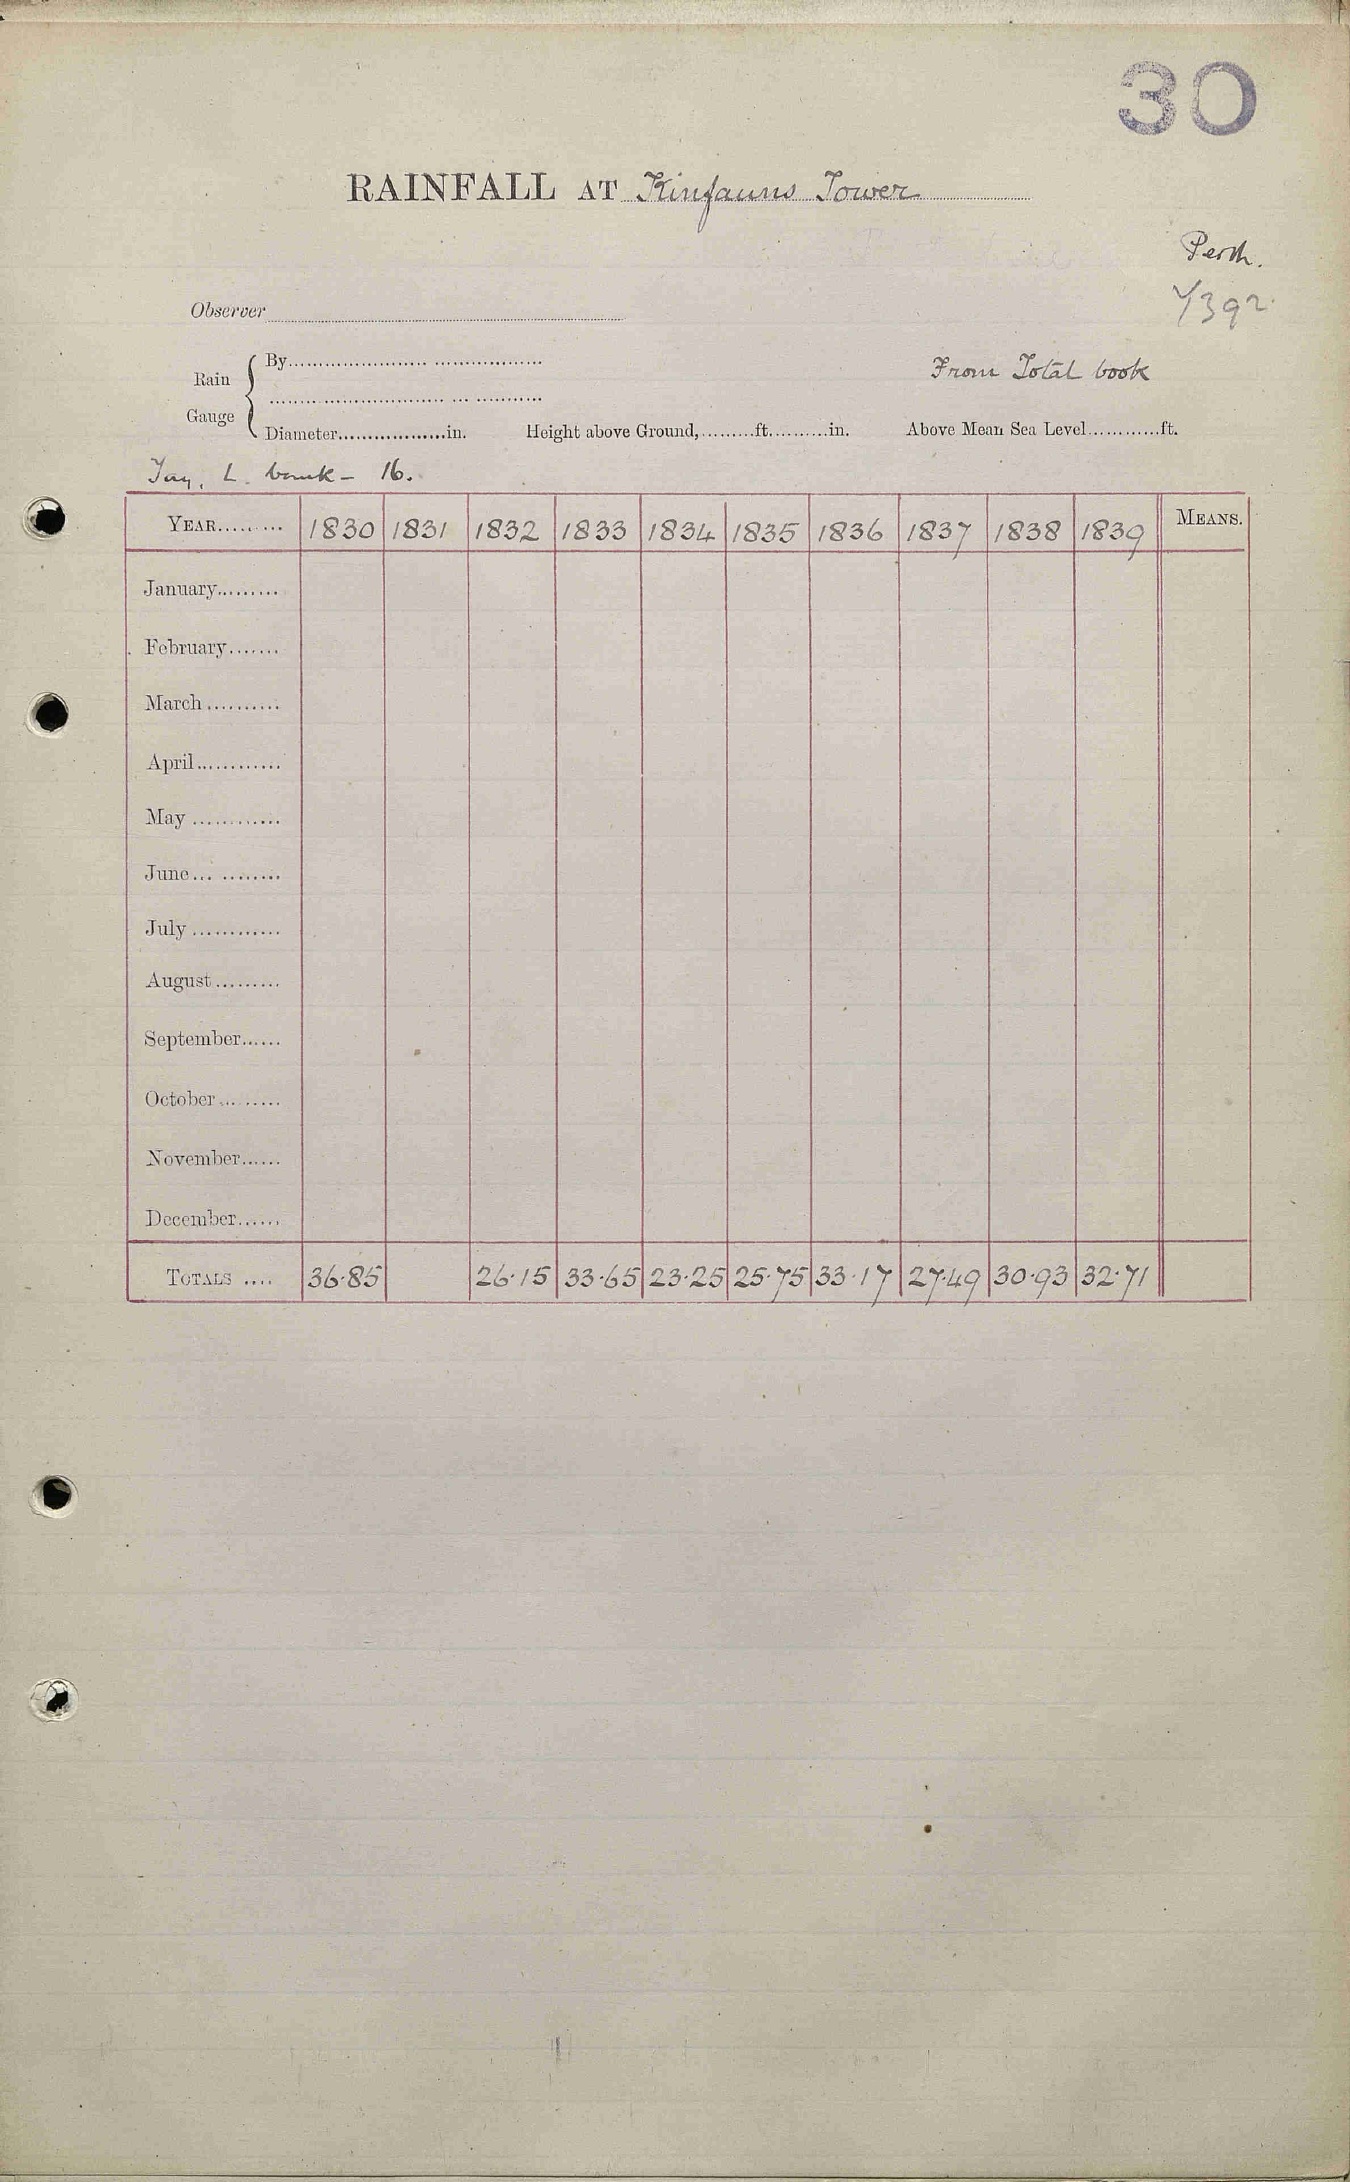 30
RAINFALL AT Kinfauns Tower
Perth.
Observer
7392
Rain Gauge
By
From Total book
Diameter..................in. Height above Ground,.........ft..........in. Above Mean Sea Level............ft.
Tay, L. bank - 16.
YEAR......... 1830 1831 1832 1833 1834 1835 1836 1837 1838 1839 MEANS.
January.........
February.......
March..........
April............
May............
June............
July............
August.........
September......
October.........
November......
December......
TOTALS .... 36.85 26.15 33.65 23.25 25.75 33.17 27.49 30.93 32.71